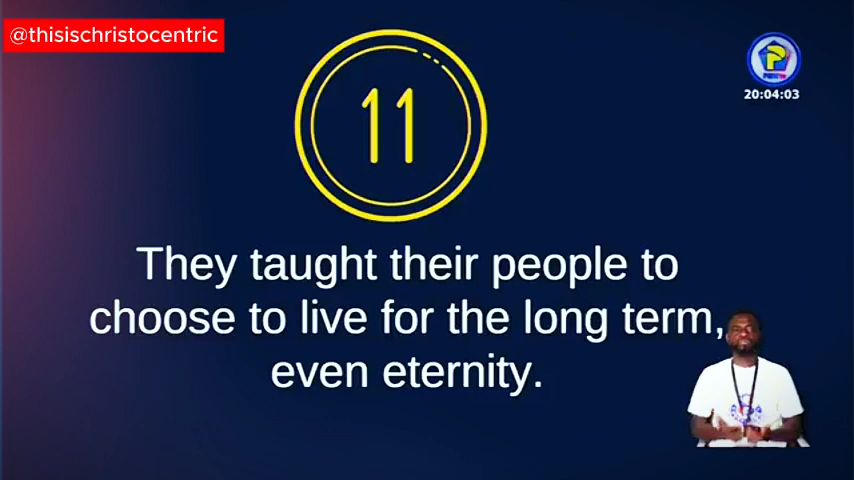 @thisischristocentric
11
20:04:03
They taught their people to
choose to live for the long term,
even eternity.